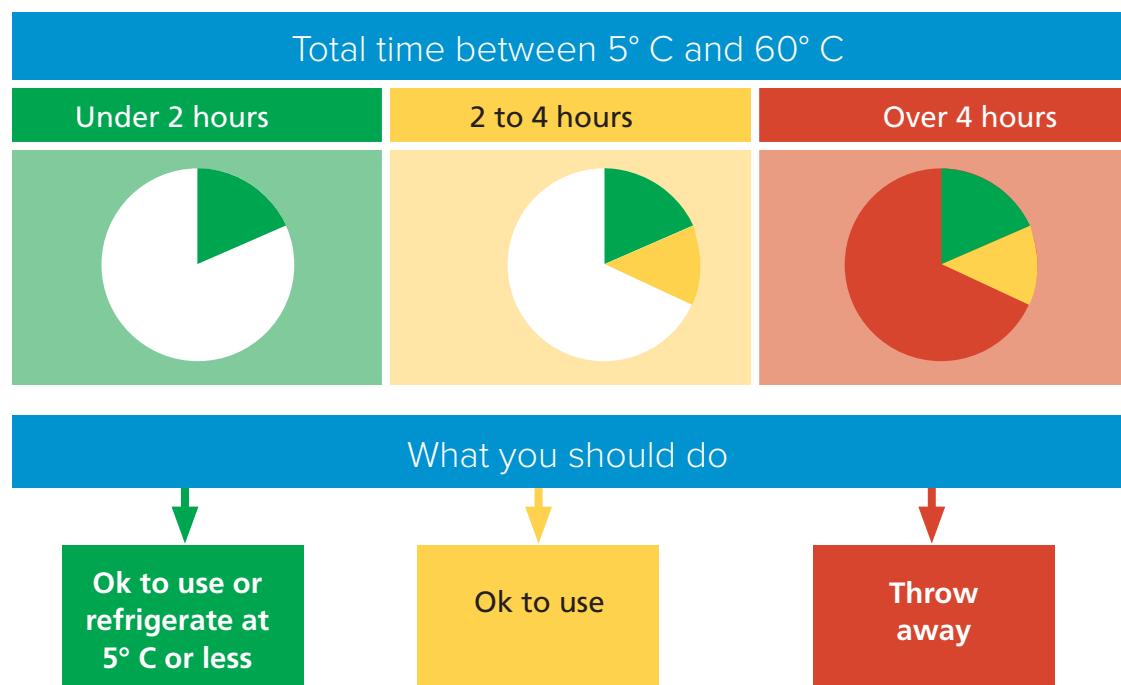 Total time between 5° C and 60° C
Under 2 hours
2 to 4 hours
Over 4 hours
What you should do
Ok to use or
refrigerate at
5° C or less
Ok to use
Throw
away